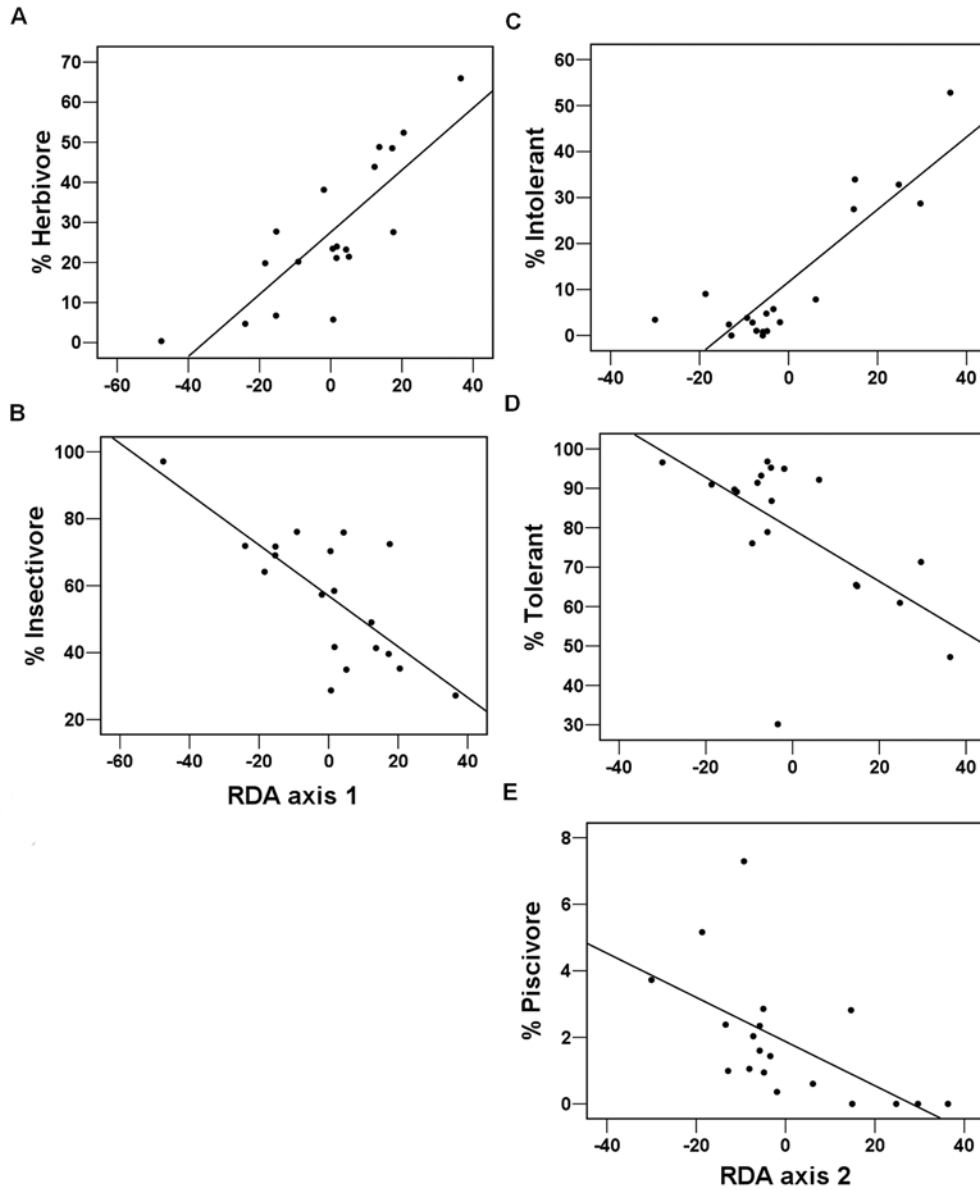 A
% Herbivore
70
60
50
40
30
20
10
0
-60 -40 -20 0 20 40
B
% Insectivore
100
80
60
40
20
-60 -40 -20 0 20 40
RDA axis 1
C
% Intolerant
60
50
40
30
20
10
0
-40 -20 0 20 40
D
% Tolerant
100
90
80
70
60
50
40
30
-40 -20 0 20 40
E
% Piscivore
8
6
4
2
0
-40 -20 0 20 40
RDA axis 2